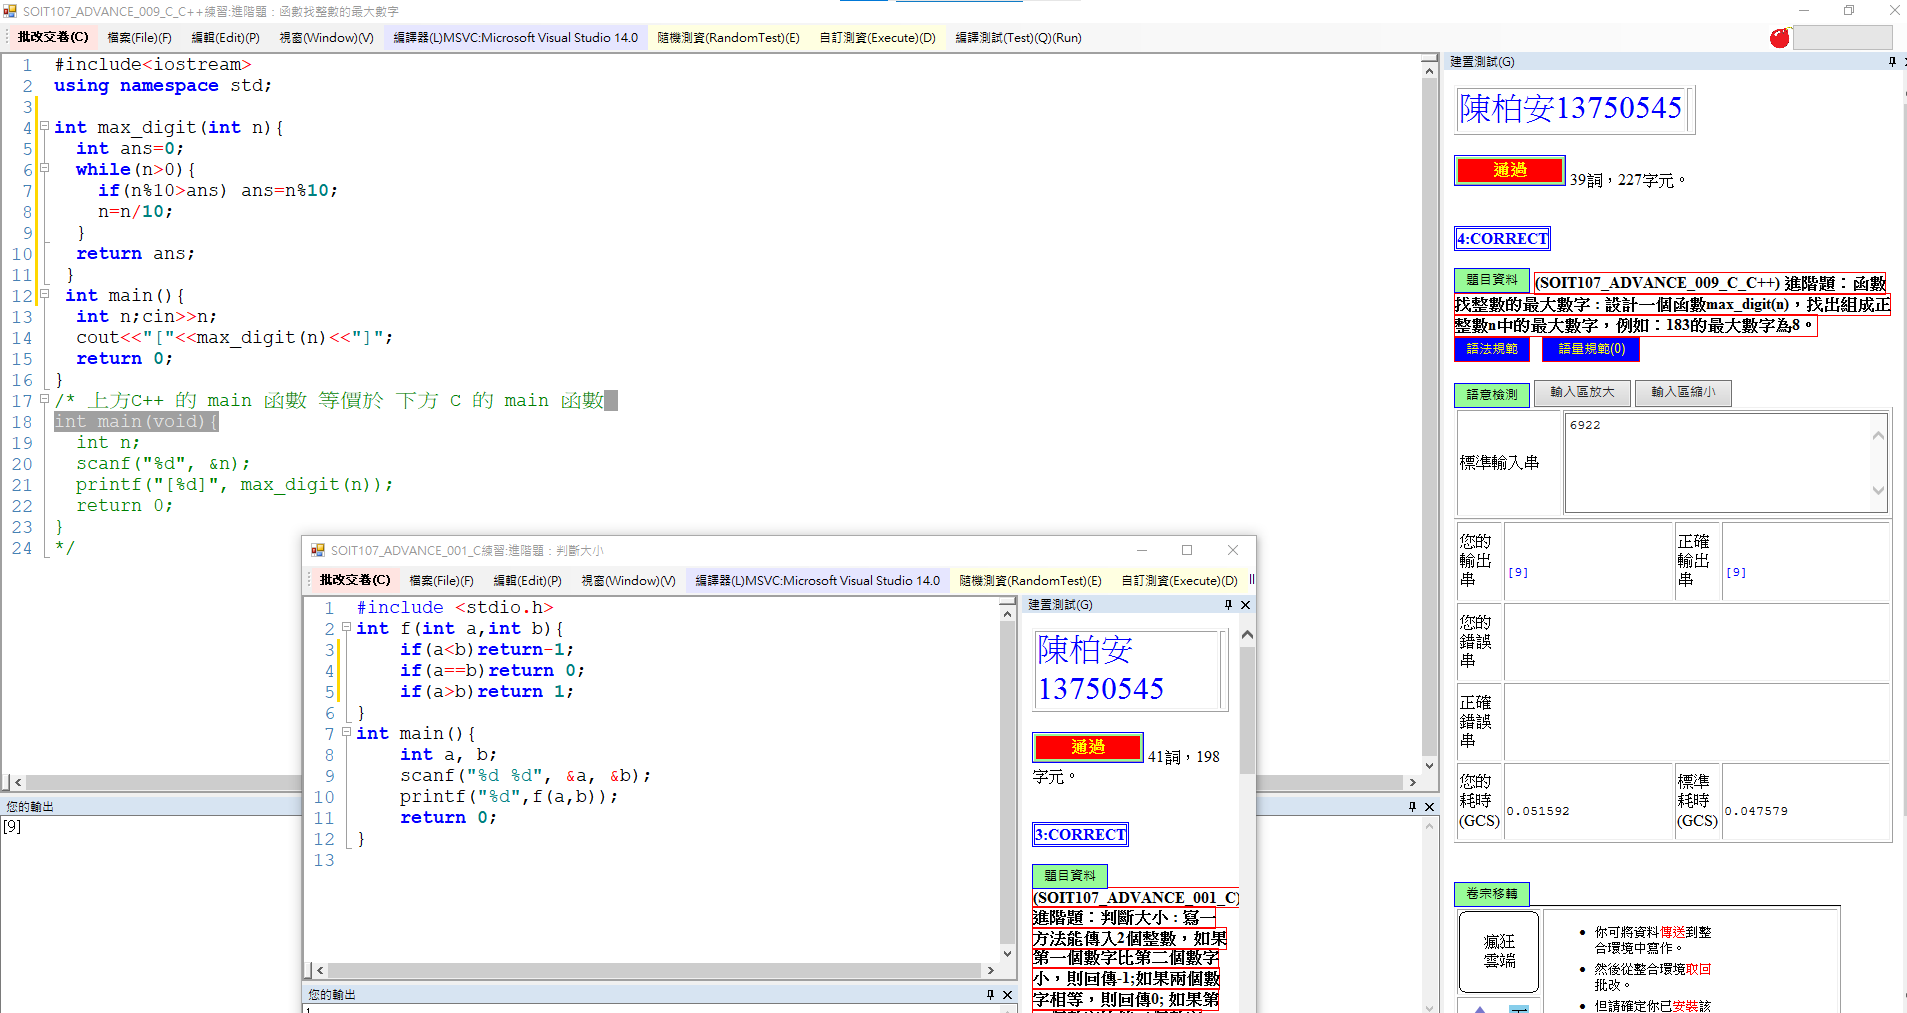 SOIT107_ADVANCE_009_C_C++練習:進階題：函數找整數的最大數字
批改交卷(C) 檔案(File)(F) 編輯(Edit)(P) 視窗(Window)(V) 編譯器(L)MSVC:Microsoft Visual Studio 14.0 隨機測資(RandomTest)(E) 自訂測資(Execute)(D) 編譯測試(Test)(Q)(Run)
1 #include<iostream>
2 using namespace std;
3
4 int max_digit(int n){
5 int ans=0;
6 while(n>0){
7 if(n%10>ans) ans=n%10;
8 n=n/10;
9 }
10 return ans;
11 }
12 int main(){
13 int n;cin>>n;
14 cout<<"["<<max_digit(n)<<"]";
15 return 0;
16 }
17 /* 上方C++ 的 main 函數 等價於 下方 C 的 main 函數
18 int main(void){
19 int n;
20 scanf("%d", &n);
21 printf("[%d]", max_digit(n));
22 return 0;
23 }
24 */
您的輸出
[9]
SOIT107_ADVANCE_001_C練習:進階題：判斷大小
批改交卷(C) 檔案(File)(F) 編輯(Edit)(P) 視窗(Window)(V) 編譯器(L)MSVC:Microsoft Visual Studio 14.0 隨機測資(RandomTest)(E) 自訂測資(Execute)(D)
1 #include <stdio.h>
2 int f(int a,int b){
3 if(a<b)return-1;
4 if(a==b)return 0;
5 if(a>b)return 1;
6 }
7 int main(){
8 int a, b;
9 scanf("%d %d", &a, &b);
10 printf("%d",f(a,b));
11 return 0;
12 }
13
您的輸出
建置測試(G)
陳柏安
13750545
通過 41詞，198
字元。
3:CORRECT
題目資料
(SOIT107_ADVANCE_001_C)
進階題：判斷大小 : 寫一
方法能傳入2個整數，如果
第一個數字比第二個數字
小，則回傳-1;如果兩個數
字相等，則回傳0; 如果第
建置測試(G)
陳柏安13750545
通過 39詞，227字元。
4:CORRECT
題目資料 (SOIT107_ADVANCE_009_C_C++) 進階題：函數
找整數的最大數字 : 設計一個函數max_digit(n)，找出組成正
整數n中的最大數字，例如：183的最大數字為8。
語法規範 語量規範(0)
語意檢測 輸入區放大 輸入區縮小
標準輸入串 6922
您的輸出串 [9] 正確輸出串 [9]
您的錯誤串
正確錯誤串
您的耗時(GCS) 0.051592 標準耗時(GCS) 0.047579
卷宗移轉
瘋狂
雲端
你可將資料傳送到整
合環境中寫作。
然後從整合環境取回
批改。
但請確定你已安裝該